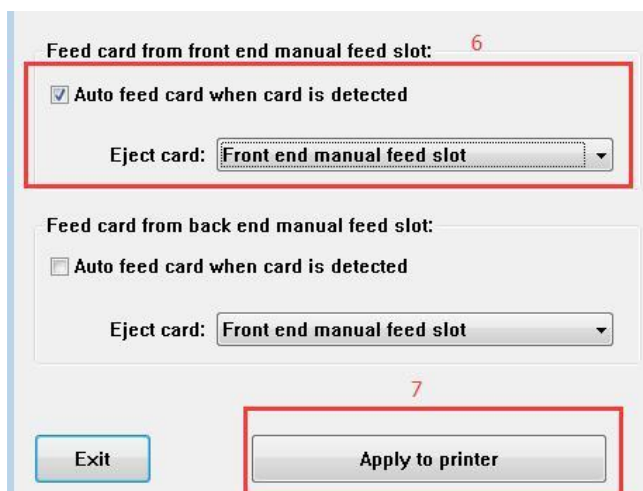 Feed card from front end manual feed slot: 6
Auto feed card when card is detected
Eject card: Front end manual feed slot
Feed card from back end manual feed slot:
Auto feed card when card is detected
Eject card: Front end manual feed slot
7
Exit Apply to printer